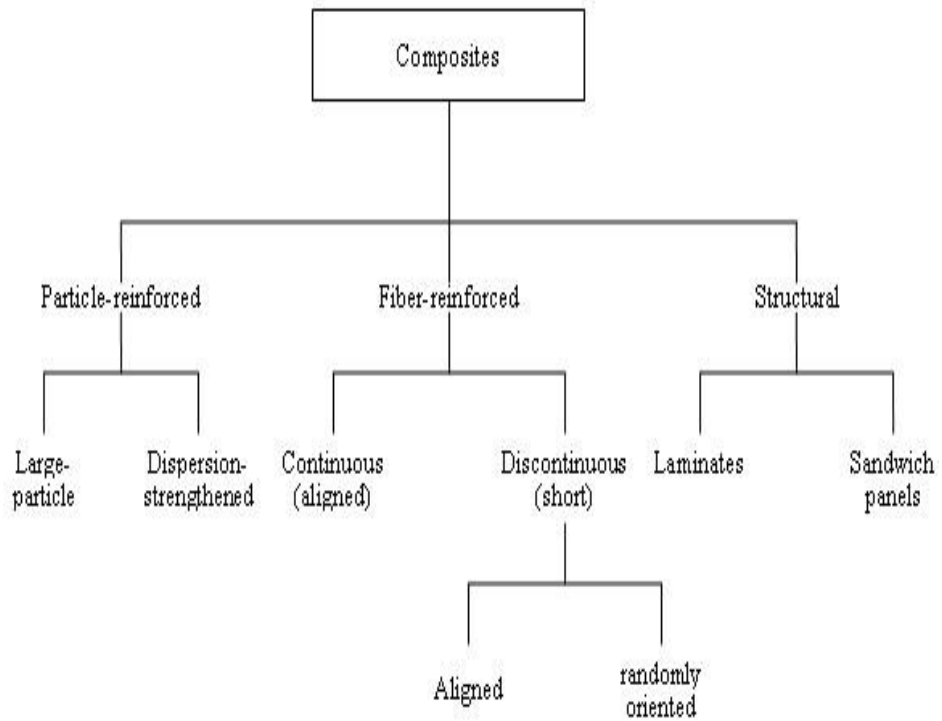 Composites
Particle-reinforced
Fiber-reinforced
Structural
Large-
particle
Dispersion-
strengthened
Continuous
(aligned)
Discontinuous
(short)
Laminates
Sandwich
panels
Aligned
randomly
oriented